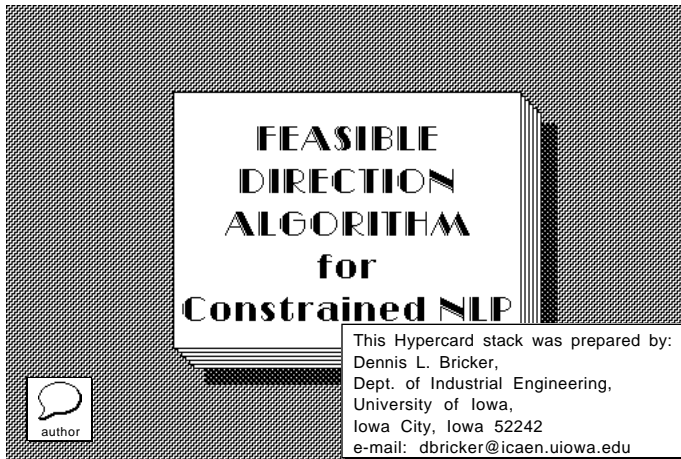 FEASIBLE
DIRECTION
ALGORITHM
for
Constrained NLP
This Hypercard stack was prepared by:
Dennis L. Bricker,
Dept. of Industrial Engineering,
University of Iowa,
Iowa City, Iowa 52242
e-mail: dbricker@icaen.uiowa.edu
author